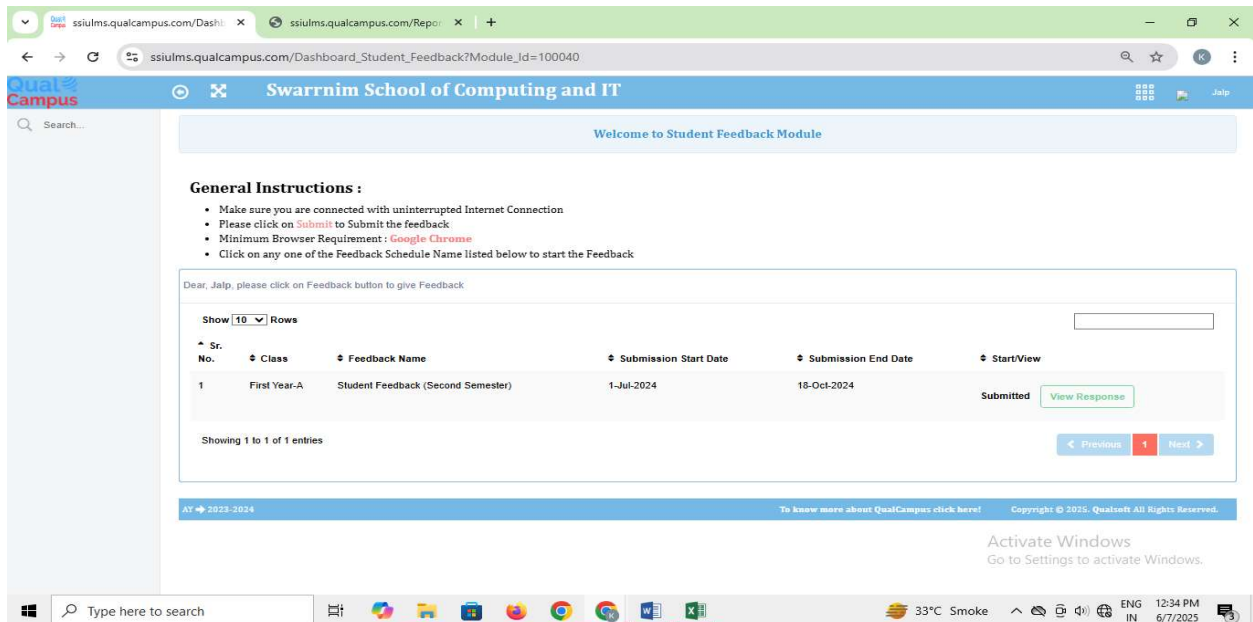 ssiulms.qualcampus.com/Dashb
ssiulms.qualcampus.com/Repor
ssiulms.qualcampus.com/Dashboard_Student_Feedback?Module_Id=100040
K
Qual Campus
Swarrnim School of Computing and IT
Jalp
Search...
Welcome to Student Feedback Module
General Instructions :
• Make sure you are connected with uninterrupted Internet Connection
• Please click on Submit to Submit the feedback
• Minimum Browser Requirement : Google Chrome
• Click on any one of the Feedback Schedule Name listed below to start the Feedback
Dear, Jalp, please click on Feedback button to give Feedback
Show 10 Rows
Sr. No. Class Feedback Name Submission Start Date Submission End Date Start/View
1 First Year-A Student Feedback (Second Semester) 1-Jul-2024 18-Oct-2024 Submitted View Response
Showing 1 to 1 of 1 entries
Previous 1 Next
AY 2023-2024 To know more about QualCampus click here! Copyright © 2025. Qualsoft All Rights Reserved.
Activate Windows
Go to Settings to activate Windows.
Type here to search
33°C Smoke
ENG 12:34 PM
IN 6/7/2025
3